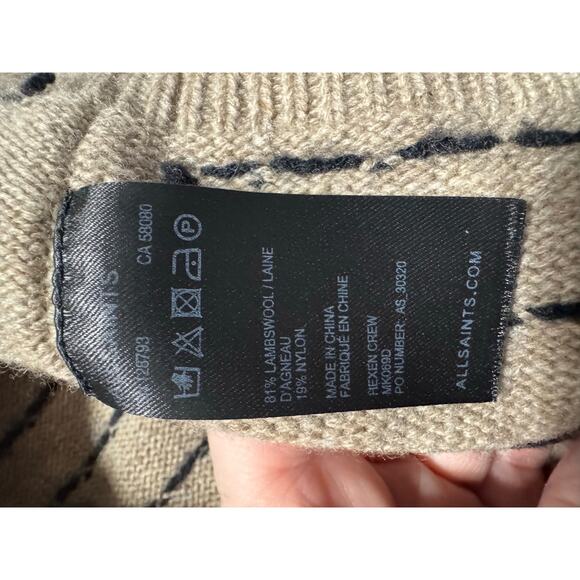 CA 58080
81% LAMBSWOOL / LAINE
D'AGNEAU
19% NYLON.
MADE IN CHINA
FABRIQUÉ EN CHINE
HEXEN CREW
MK089D
PO NUMBER: AS_30320
ALLSAINTS.COM